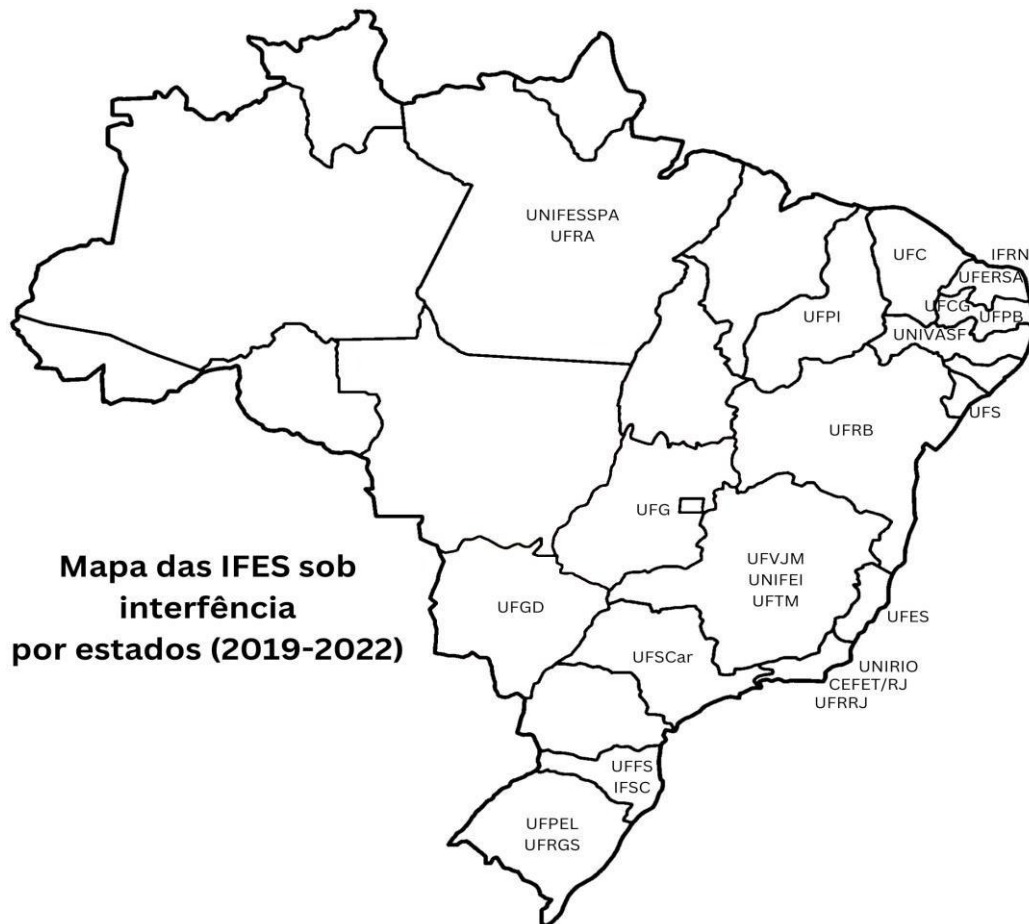 UNIFESSPA
UFRA
UFC
IFRN
UFERSA
UFCG
UFPB
UFPI
UNIVASF
UFS
UFRB
UFG
Mapa das IFES sob
interfência
por estados (2019-2022)
UFVJM
UNIFEI
UFTM
UFGD
UFES
UFSCar
UNIRIO
CEFET/RJ
UFRRJ
UFFS
IFSC
UFPEL
UFRGS